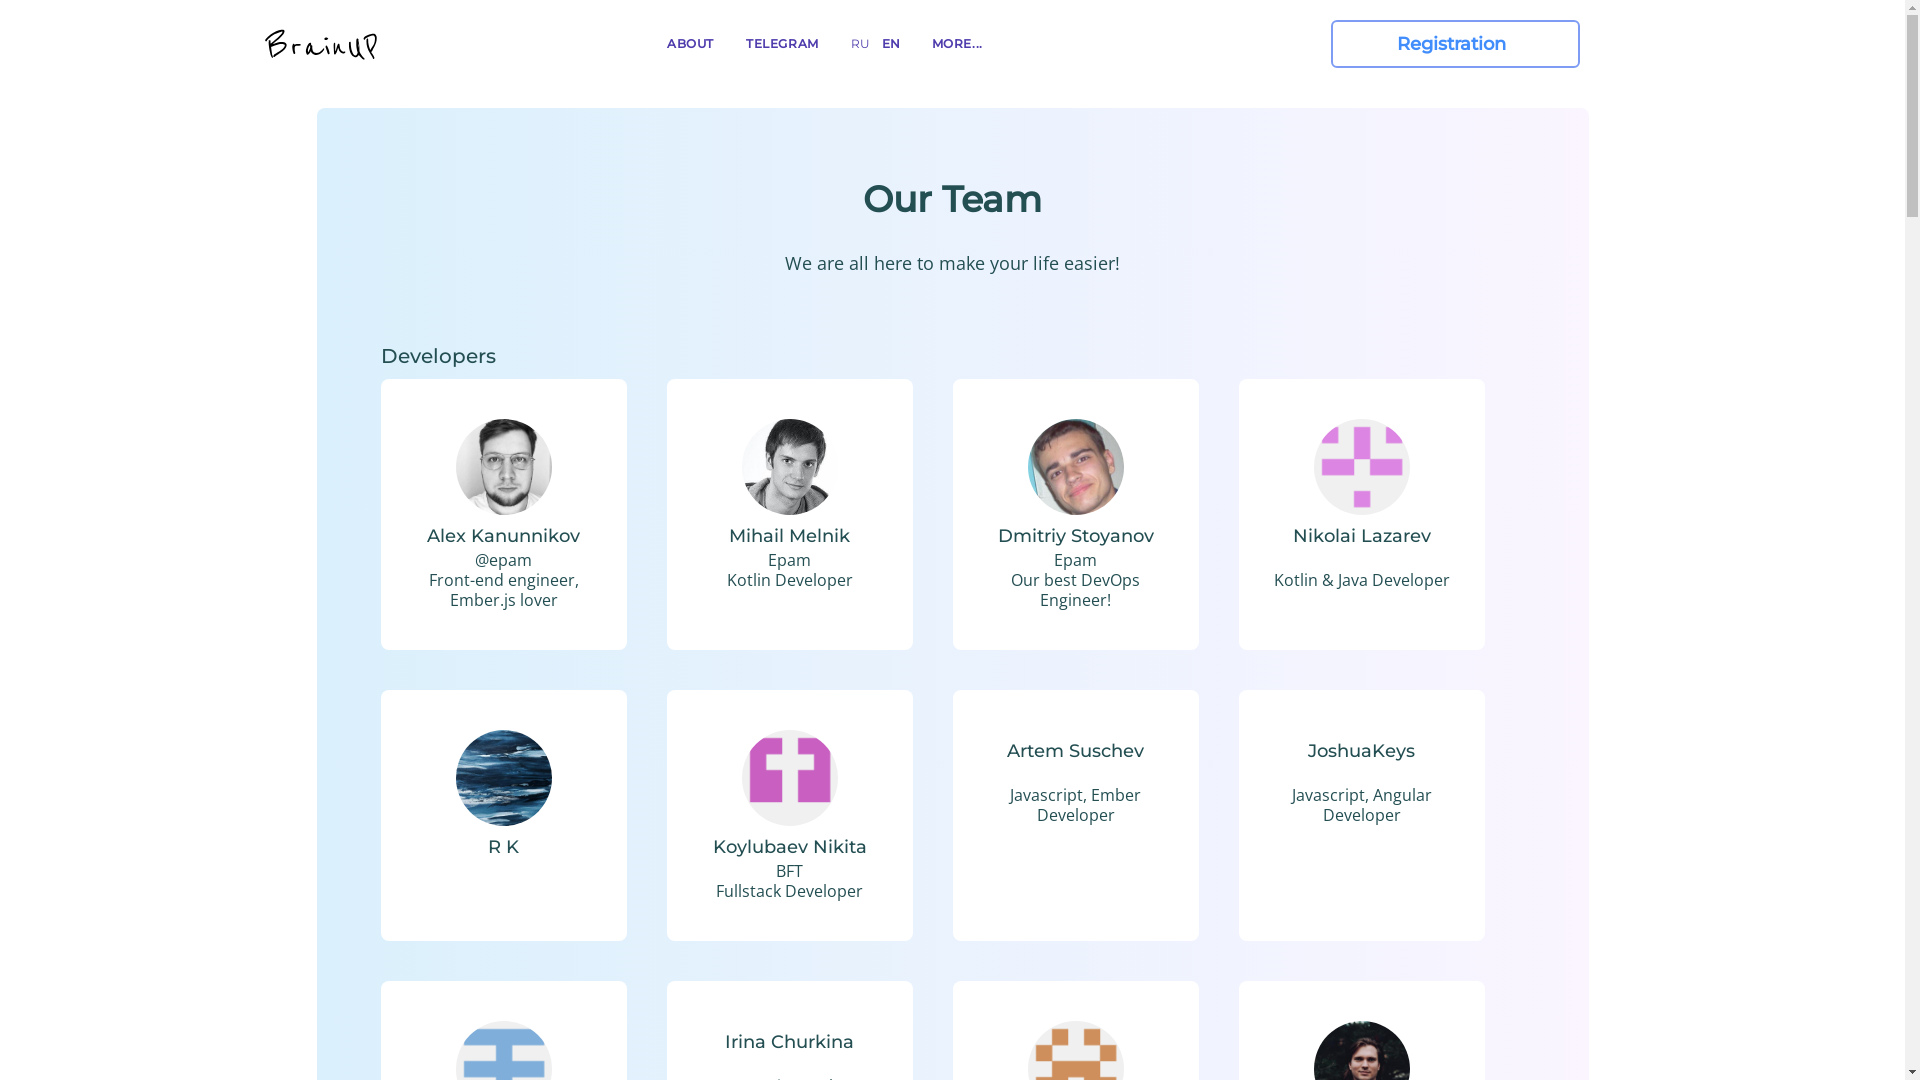 BrainUP
ABOUT
TELEGRAM
RU
EN
MORE...
Registration
Our Team
We are all here to make your life easier!
Developers
Alex Kanunnikov
@epam
Front-end engineer,
Ember.js lover
Mihail Melnik
Epam
Kotlin Developer
Dmitriy Stoyanov
Epam
Our best DevOps
Engineer!
Nikolai Lazarev
Kotlin & Java Developer
R K
Koylubaev Nikita
BFT
Fullstack Developer
Artem Suschev
Javascript, Ember
Developer
JoshuaKeys
Javascript, Angular
Developer
Irina Churkina